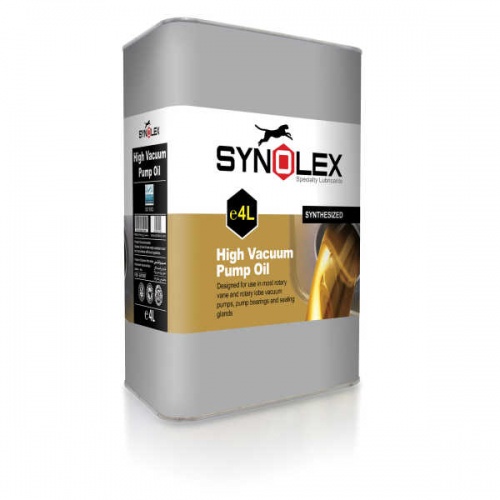 SYNOLEX
Specialty Lubricants
SYNTHESIZED
e4L
High Vacuum
Pump Oil
Designed for use in most rotary
vane and rotary lobe vacuum
pumps, pump bearings and sealing
glands
SYNOLEX
High Vacuum
Pump Oil
e 4L